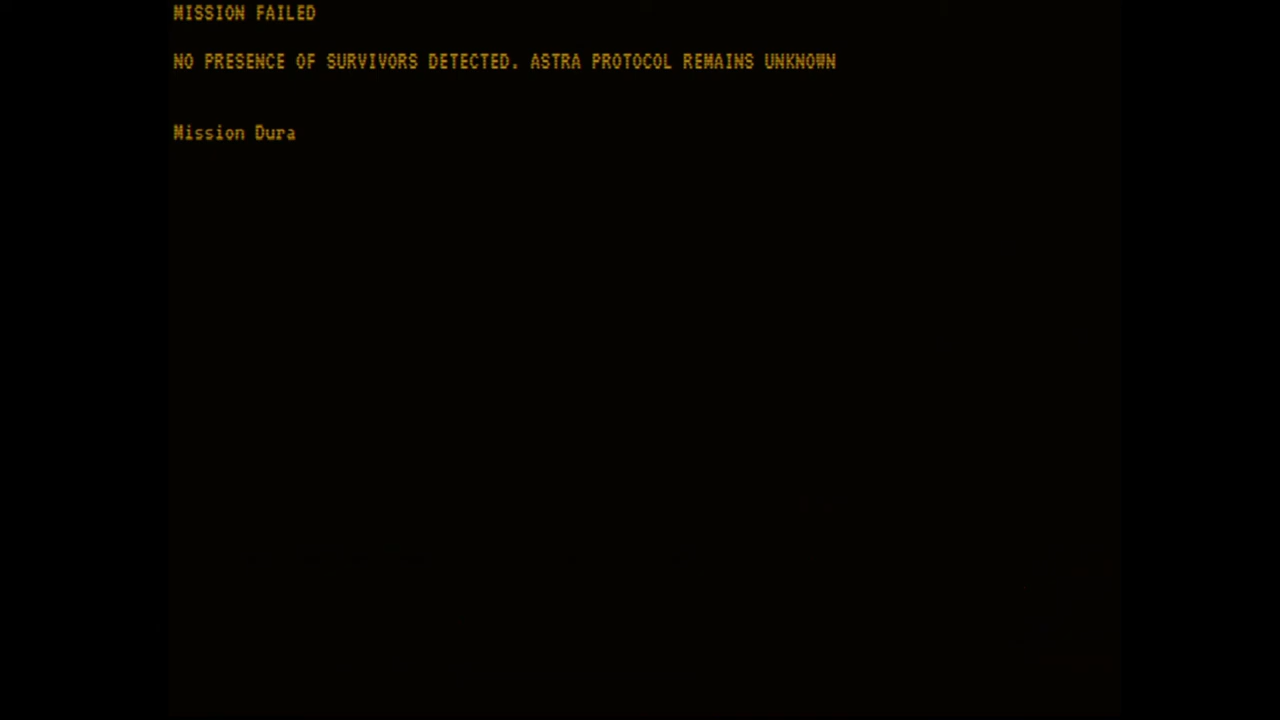 MISSION FAILED
NO PRESENCE OF SURVIVORS DETECTED. ASTRA PROTOCOL REMAINS UNKNOWN
Mission Dura